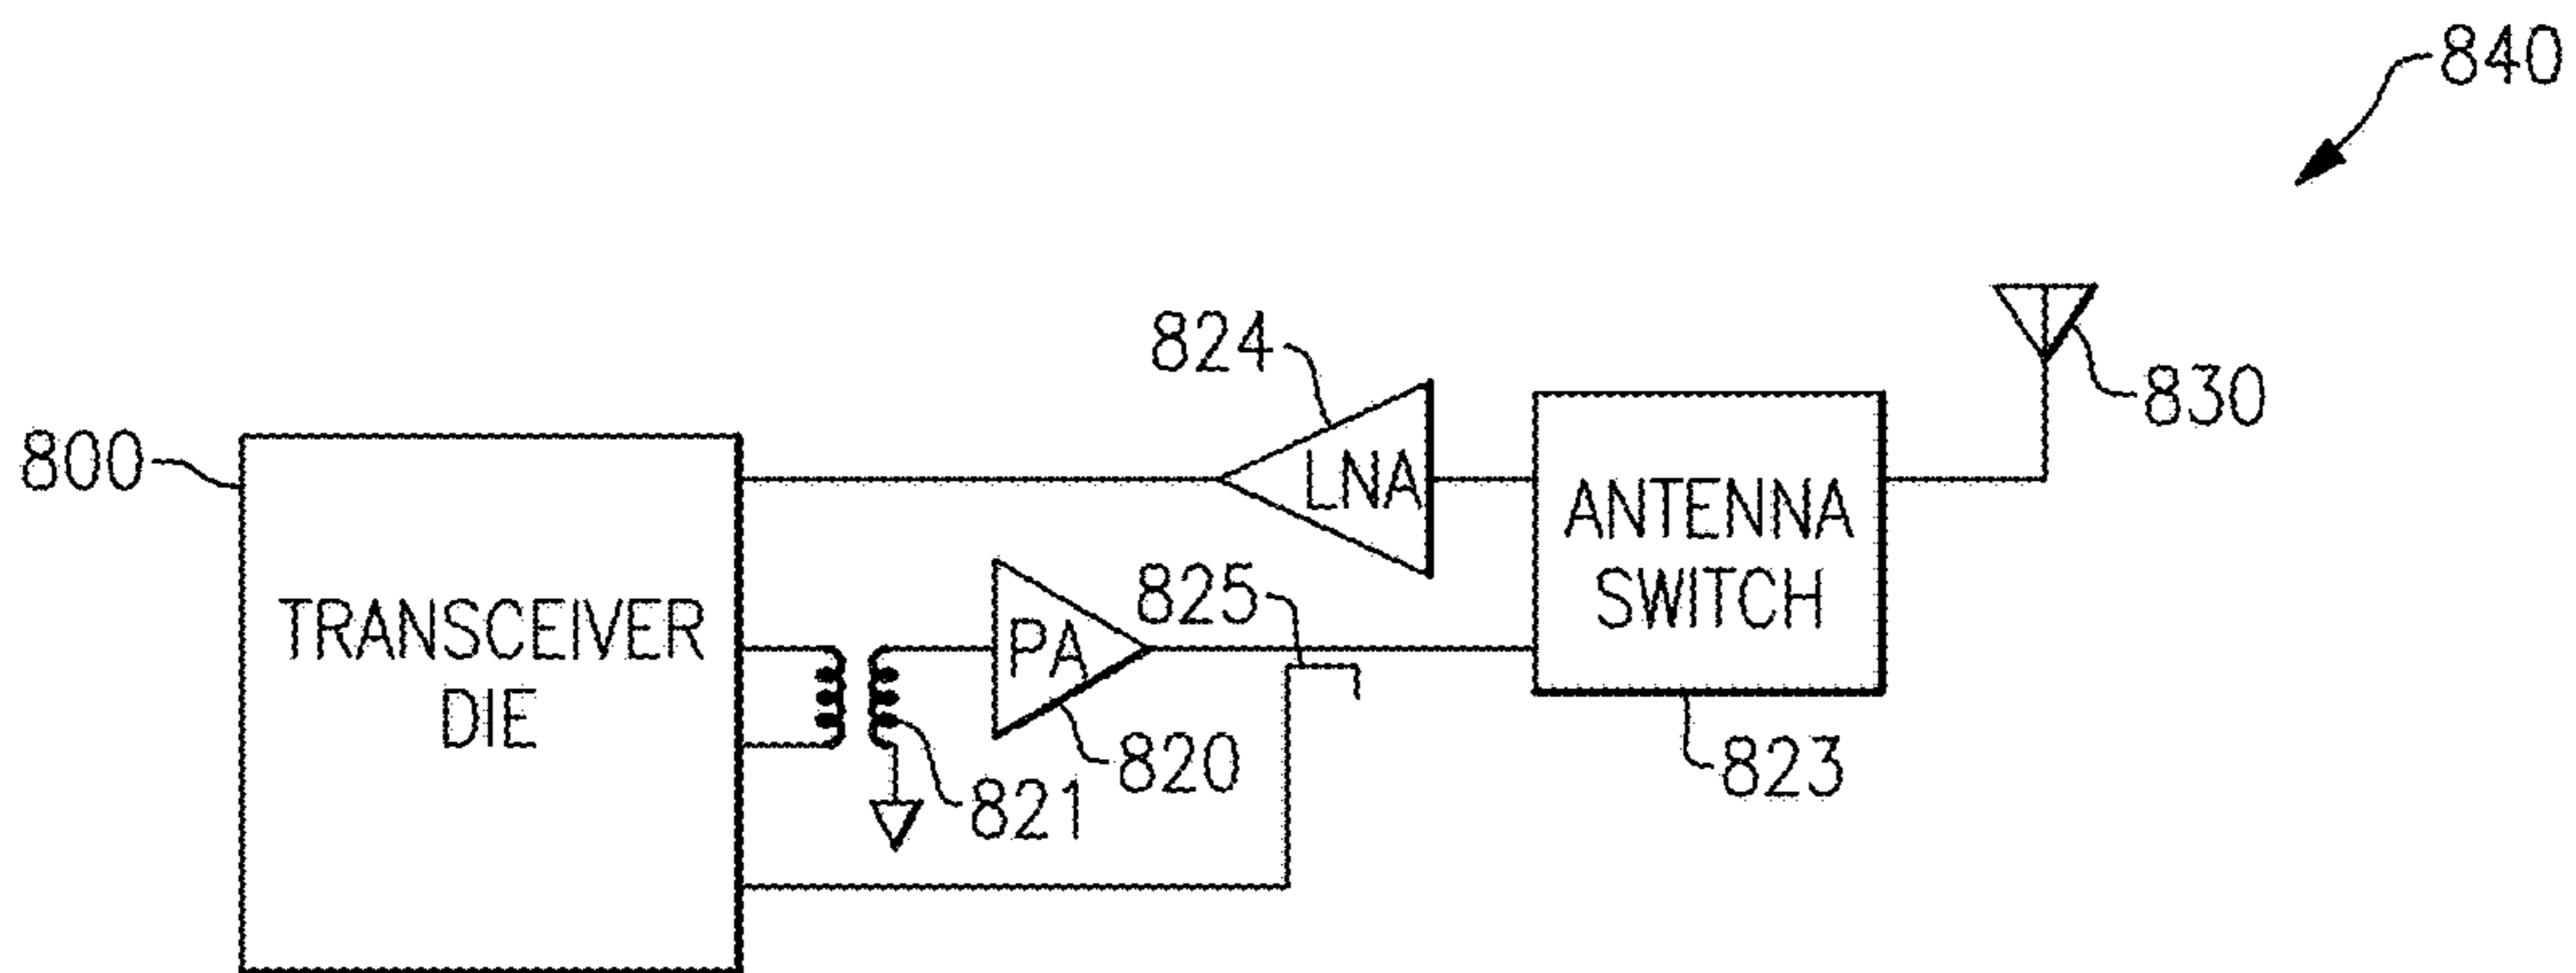 840
824
830
800
LNA
ANTENNA
SWITCH
825
TRANSCEIVER
DIE
PA
820
821
823